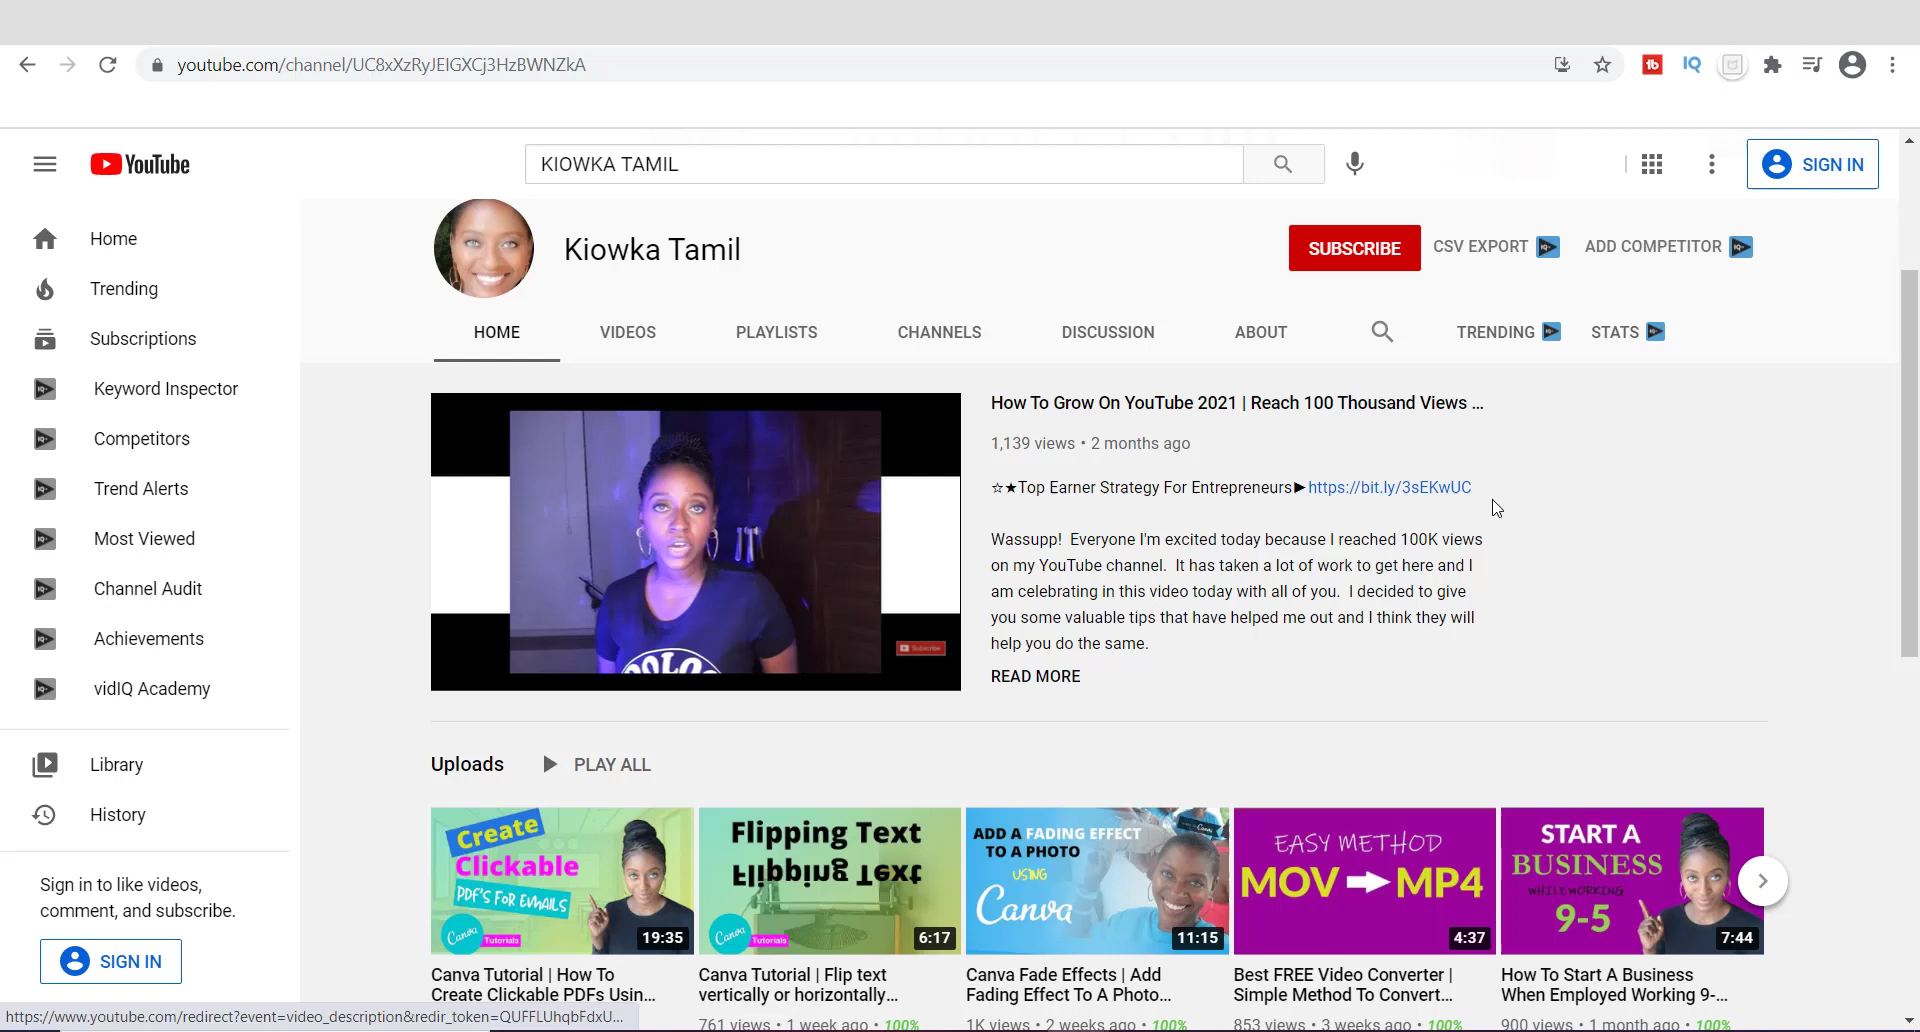 youtube.com/channel/UC8xXzRyJEIGXCj3HzBWNZkA
YouTube
KIOWKA TAMIL
SIGN IN
Home
Trending
Subscriptions
Keyword Inspector
Competitors
Trend Alerts
Most Viewed
Channel Audit
Achievements
vidIQ Academy
Library
History
Sign in to like videos,
comment, and subscribe.
SIGN IN
Kiowka Tamil
SUBSCRIBE
CSV EXPORT
ADD COMPETITOR
HOME VIDEOS PLAYLISTS CHANNELS DISCUSSION ABOUT TRENDING STATS
Subscribe
How To Grow On YouTube 2021 | Reach 100 Thousand Views ...
1,139 views • 2 months ago
☆★Top Earner Strategy For Entrepreneurs►https://bit.ly/3sEKwUC
Wassupp! Everyone I'm excited today because I reached 100K views
on my YouTube channel. It has taken a lot of work to get here and I
am celebrating in this video today with all of you. I decided to give
you some valuable tips that have helped me out and I think they will
help you do the same.
READ MORE
Uploads PLAY ALL
Create
Clickable
PDF'S FOR EMAILS
Canva Tutorials
19:35
Canva Tutorial | How To
Create Clickable PDFs Usin...
Flipping Text
Flipping Text
Canva Tutorials
6:17
Canva Tutorial | Flip text
vertically or horizontally...
761 views • 1 week ago • 100%
ADD A FADING EFFECT
TO A PHOTO
USING
Canva
11:15
Canva Fade Effects | Add
Fading Effect To A Photo...
1K views • 2 weeks ago • 100%
EASY METHOD
MOV MP4
4:37
Best FREE Video Converter |
Simple Method To Convert...
853 views • 3 weeks ago • 100%
START A
BUSINESS
WHILE WORKING
9-5
7:44
How To Start A Business
When Employed Working 9-...
900 views • 1 month ago • 100%
https://www.youtube.com/redirect?event=video_description&redir_token=QUFFLUhqbFdxU...